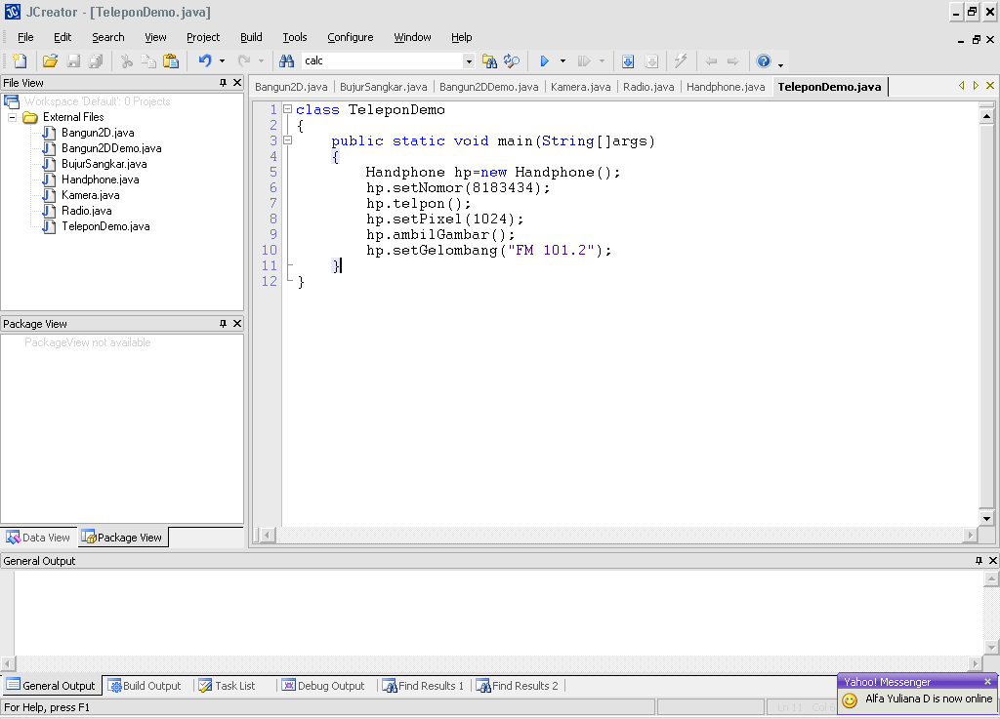 JCreator - [TeleponDemo.java]
File Edit Search View Project Build Tools Configure Window Help
calc
File View
Workspace 'Default': 0 Projects
External Files
Bangun2D.java
Bangun2DDemo.java
BujurSangkar.java
Handphone.java
Kamera.java
Radio.java
TeleponDemo.java
Package View
PackageView not available
Data View Package View
Bangun2D.java BujurSangkar.java Bangun2DDemo.java Kamera.java Radio.java Handphone.java TeleponDemo.java
1 class TeleponDemo
2 {
3 public static void main(String[]args)
4 {
5 Handphone hp=new Handphone();
6 hp.setNomor(8183434);
7 hp.telpon();
8 hp.setPixel(1024);
9 hp.ambilGambar();
10 hp.setGelombang("FM 101.2");
11 }
12 }
General Output
General Output Build Output Task List Debug Output Find Results 1 Find Results 2
For Help, press F1
Ln 11
Yahoo! Messenger
Alfa Yuliana D is now online